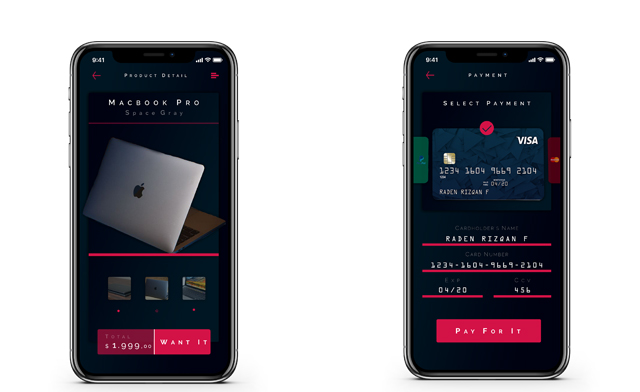 9:41
Product Detail
Macbook Pro
Space Gray
Total
$ 1.999.00
Want It
9:41
Payment
Select Payment
VISA
1234 1604 9669 2104
04/20
RADEN RIZQAN F
Cardholder's Name
RADEN RIZQAN F
Card Number
1234-1604-9669-2104
Exp
Ccv
04/20
456
Pay For It